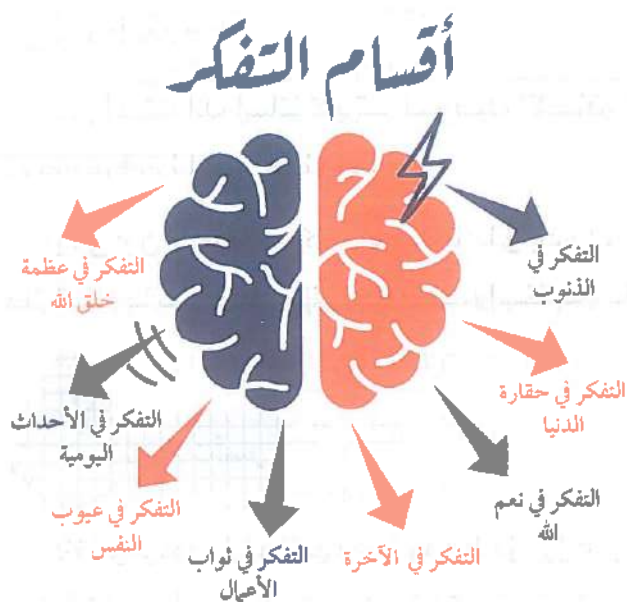 أقسام التفكر
التفكر في
الذنوب
التفكر في حقارة
الدنيا
التفكر في نعم
الله
التفكر في الآخرة
التفكر في ثواب
الأعمال
التفكر في عيوب
النفس
التفكر في الأحداث
اليومية
التفكر في عظمة
خلق الله